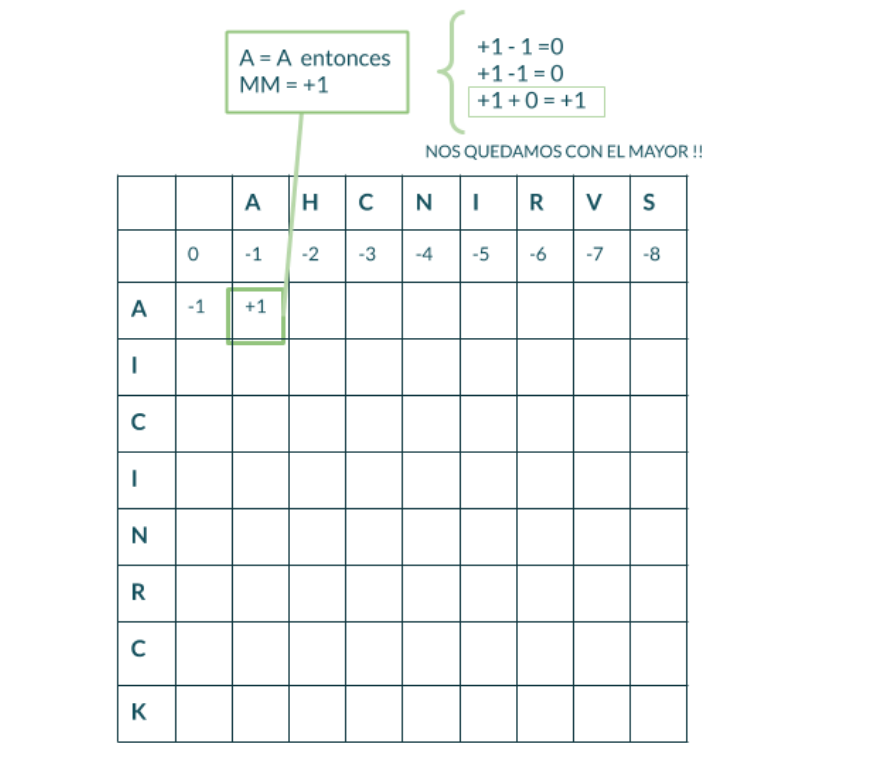 A = A entonces
MM = +1
+1 - 1 =0
+1 -1 = 0
+1 + 0 = +1
NOS QUEDAMOS CON EL MAYOR !!
A H C N I R V S
0 -1 -2 -3 -4 -5 -6 -7 -8
A -1 +1
I
C
I
N
R
C
K